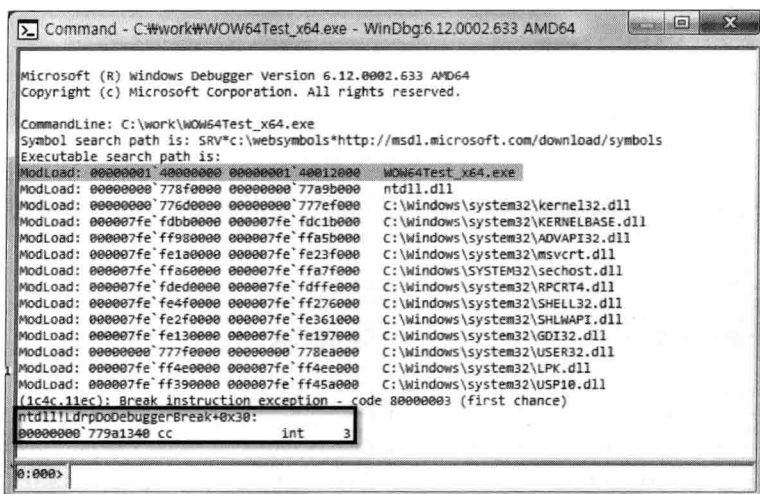 Command - C:₩work₩WOW64Test_x64.exe - WinDbg:6.12.0002.633 AMD64
Microsoft (R) Windows Debugger Version 6.12.0002.633 AMD64
Copyright (c) Microsoft Corporation. All rights reserved.
CommandLine: C:\work\WOW64Test_x64.exe
Symbol search path is: SRV*c:\websymbols*http://msdl.microsoft.com/download/symbols
Executable search path is:
ModLoad: 00000001`40000000 00000001`40012000   WOW64Test_x64.exe
ModLoad: 00000000`778f0000 00000000`77a9b000   ntdll.dll
ModLoad: 00000000`776d0000 00000000`777ef000   C:\Windows\system32\kernel32.dll
ModLoad: 000007fe`fdbb0000 000007fe`fdc1b000   C:\Windows\system32\KERNELBASE.dll
ModLoad: 000007fe`ff980000 000007fe`ffa5b000   C:\Windows\system32\ADVAPI32.dll
ModLoad: 000007fe`fe1a0000 000007fe`fe23f000   C:\Windows\system32\msvcrt.dll
ModLoad: 000007fe`ffa60000 000007fe`ffa7f000   C:\Windows\SYSTEM32\sechost.dll
ModLoad: 000007fe`fded0000 000007fe`fdffe000   C:\Windows\system32\RPCRT4.dll
ModLoad: 000007fe`fe4f0000 000007fe`ff276000   C:\Windows\system32\SHELL32.dll
ModLoad: 000007fe`fe2f0000 000007fe`fe361000   C:\Windows\system32\SHLWAPI.dll
ModLoad: 000007fe`fe130000 000007fe`fe197000   C:\Windows\system32\GDI32.dll
ModLoad: 00000000`777f0000 00000000`778ea000   C:\Windows\system32\USER32.dll
ModLoad: 000007fe`ff4e0000 000007fe`ff4ee000   C:\Windows\system32\LPK.dll
ModLoad: 000007fe`ff390000 000007fe`ff45a000   C:\Windows\system32\USP10.dll
(1c4c.11ec): Break instruction exception - code 80000003 (first chance)
ntdll!LdrpDoDebuggerBreak+0x30:
00000000`779a1340 cc              int     3
0:000>